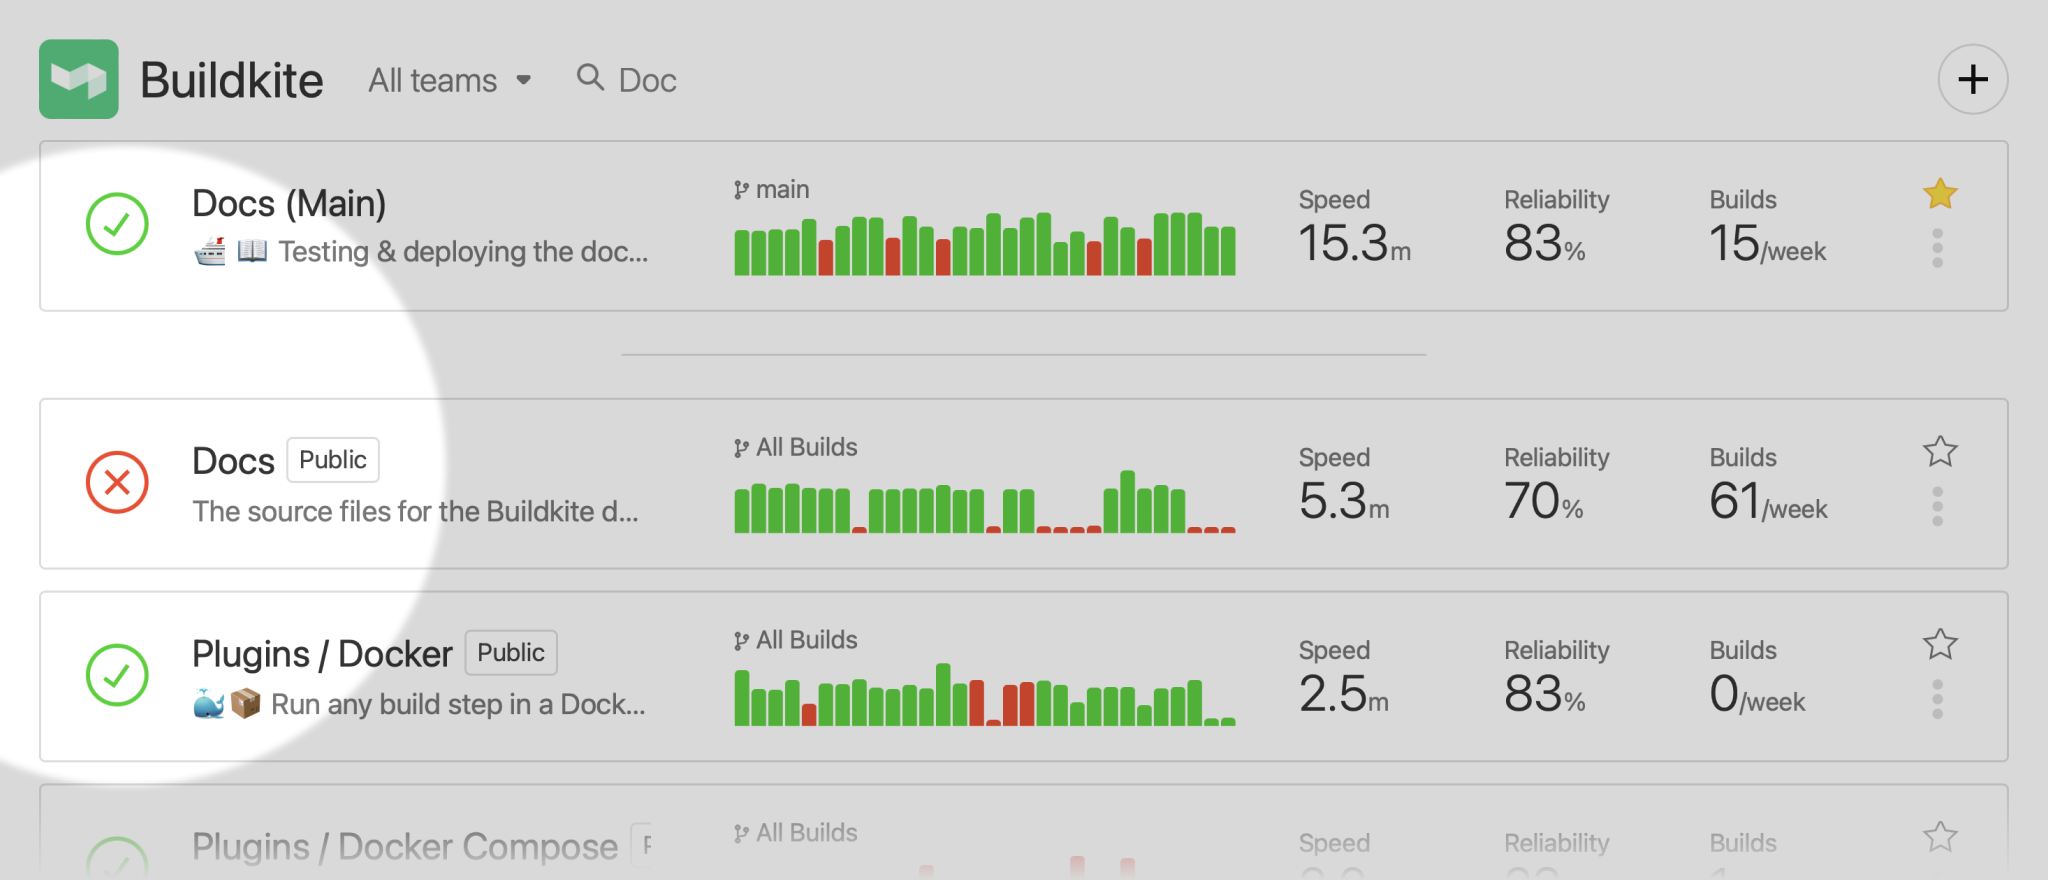 Buildkite All teams Doc
Docs (Main)
Testing & deploying the doc...
main
Speed Reliability Builds
15.3m 83% 15/week
Docs Public
The source files for the Buildkite d...
All Builds
Speed Reliability Builds
5.3m 70% 61/week
Plugins / Docker Public
Run any build step in a Dock...
All Builds
Speed Reliability Builds
2.5m 83% 0/week
Plugins / Docker Compose
All Builds
Speed Reliability Builds